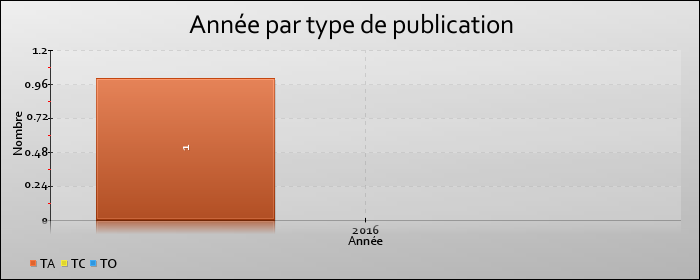 Année par type de publication
Nombre
1.2
0.96
0.72
0.48
0.24
0
1
2016
Année
TA TC TO